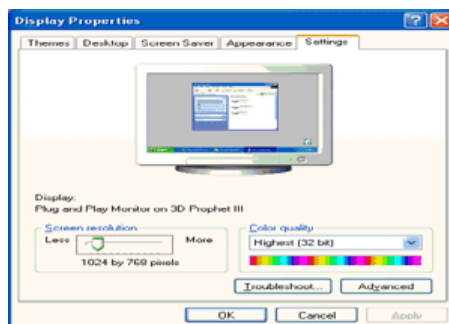 Display Properties
Themes Desktop Screen Saver Appearance Settings
Display:
Plug and Play Monitor on 3D Prophet III
Screen resolution
Less More
1024 by 768 pixels
Color quality
Highest (32 bit)
Troubleshoot... Advanced
OK Cancel Apply